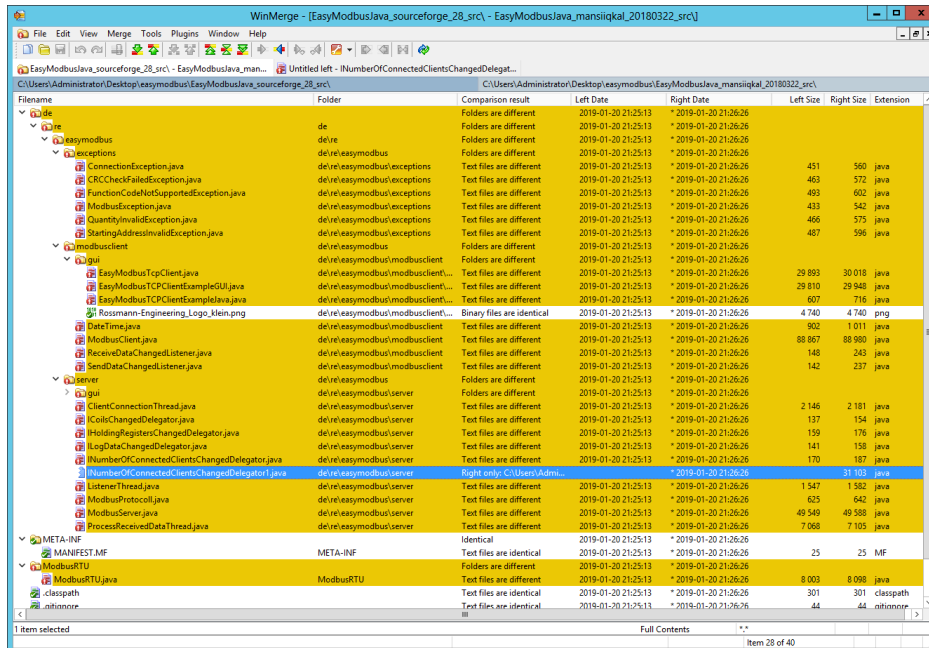 WinMerge - [EasyModbusJava_sourceforge_28_src\ - EasyModbusJava_mansiiqkal_20180322_src\]
File Edit View Merge Tools Plugins Window Help
EasyModbusJava_sourceforge_28_src\ - EasyModbusJava_man... Untitled left - INumberOfConnectedClientsChangedDelegat...
C:\Users\Administrator\Desktop\easymodbus\EasyModbusJava_sourceforge_28_src\ C:\Users\Administrator\Desktop\easymodbus\EasyModbusJava_mansiiqkal_20180322_src\
Filename Folder Comparison result Left Date Right Date Left Size Right Size Extension
de Folders are different 2019-01-20 21:25:13 * 2019-01-20 21:26:26
re de Folders are different 2019-01-20 21:25:13 * 2019-01-20 21:26:26
easymodbus de\re Folders are different 2019-01-20 21:25:13 * 2019-01-20 21:26:26
exceptions de\re\easymodbus Folders are different 2019-01-20 21:25:13 * 2019-01-20 21:26:26
ConnectionException.java de\re\easymodbus\exceptions Text files are different 2019-01-20 21:25:13 * 2019-01-20 21:26:26 451 560 java
CRCCheckFailedException.java de\re\easymodbus\exceptions Text files are different 2019-01-20 21:25:13 * 2019-01-20 21:26:26 463 572 java
FunctionCodeNotSupportedException.java de\re\easymodbus\exceptions Text files are different 2019-01-20 21:25:13 * 2019-01-20 21:26:26 493 602 java
ModbusException.java de\re\easymodbus\exceptions Text files are different 2019-01-20 21:25:13 * 2019-01-20 21:26:26 433 542 java
QuantityInvalidException.java de\re\easymodbus\exceptions Text files are different 2019-01-20 21:25:13 * 2019-01-20 21:26:26 466 575 java
StartingAddressInvalidException.java de\re\easymodbus\exceptions Text files are different 2019-01-20 21:25:13 * 2019-01-20 21:26:26 487 596 java
modbusclient de\re\easymodbus Folders are different 2019-01-20 21:25:13 * 2019-01-20 21:26:26
gui de\re\easymodbus\modbusclient Folders are different 2019-01-20 21:25:13 * 2019-01-20 21:26:26
EasyModbusTcpClient.java de\re\easymodbus\modbusclient\... Text files are different 2019-01-20 21:25:13 * 2019-01-20 21:26:26 29 893 30 018 java
EasyModbusTCPClientExampleGUI.java de\re\easymodbus\modbusclient\... Text files are different 2019-01-20 21:25:13 * 2019-01-20 21:26:26 29 810 29 948 java
EasyModbusTCPClientExampleJava.java de\re\easymodbus\modbusclient\... Text files are different 2019-01-20 21:25:13 * 2019-01-20 21:26:26 607 716 java
Rossmann-Engineering_Logo_klein.png de\re\easymodbus\modbusclient\... Binary files are identical 2019-01-20 21:25:13 * 2019-01-20 21:26:26 4 740 4 740 png
DateTime.java de\re\easymodbus\modbusclient Text files are different 2019-01-20 21:25:13 * 2019-01-20 21:26:26 902 1 011 java
ModbusClient.java de\re\easymodbus\modbusclient Text files are different 2019-01-20 21:25:13 * 2019-01-20 21:26:26 88 867 88 980 java
ReceiveDataChangedListener.java de\re\easymodbus\modbusclient Text files are different 2019-01-20 21:25:13 * 2019-01-20 21:26:26 148 243 java
SendDataChangedListener.java de\re\easymodbus\modbusclient Text files are different 2019-01-20 21:25:13 * 2019-01-20 21:26:26 142 237 java
server de\re\easymodbus Folders are different 2019-01-20 21:25:13 * 2019-01-20 21:26:26
gui de\re\easymodbus\server Folders are different 2019-01-20 21:25:13 * 2019-01-20 21:26:26
ClientConnectionThread.java de\re\easymodbus\server Text files are different 2019-01-20 21:25:13 * 2019-01-20 21:26:26 2 146 2 181 java
ICoilsChangedDelegator.java de\re\easymodbus\server Text files are different 2019-01-20 21:25:13 * 2019-01-20 21:26:26 137 154 java
IHoldingRegistersChangedDelegator.java de\re\easymodbus\server Text files are different 2019-01-20 21:25:13 * 2019-01-20 21:26:26 159 176 java
ILogDataChangedDelegator.java de\re\easymodbus\server Text files are different 2019-01-20 21:25:13 * 2019-01-20 21:26:26 141 158 java
INumberOfConnectedClientsChangedDelegator.java de\re\easymodbus\server Text files are different 2019-01-20 21:25:13 * 2019-01-20 21:26:26 170 187 java
INumberOfConnectedClientsChangedDelegator1.java de\re\easymodbus\server Right only: C:\Users\Admi... * 2019-01-20 21:26:26 31 103 java
ListenerThread.java de\re\easymodbus\server Text files are different 2019-01-20 21:25:13 * 2019-01-20 21:26:26 1 547 1 582 java
ModbusProtocoll.java de\re\easymodbus\server Text files are different 2019-01-20 21:25:13 * 2019-01-20 21:26:26 625 642 java
ModbusServer.java de\re\easymodbus\server Text files are different 2019-01-20 21:25:13 * 2019-01-20 21:26:26 49 549 49 588 java
ProcessReceivedDataThread.java de\re\easymodbus\server Text files are different 2019-01-20 21:25:13 * 2019-01-20 21:26:26 7 068 7 105 java
META-INF Identical 2019-01-20 21:25:13 * 2019-01-20 21:26:26
MANIFEST.MF META-INF Text files are identical 2019-01-20 21:25:13 * 2019-01-20 21:26:26 25 25 MF
ModbusRTU Folders are different 2019-01-20 21:25:13 * 2019-01-20 21:26:26
ModbusRTU.java ModbusRTU Text files are different 2019-01-20 21:25:13 * 2019-01-20 21:26:26 8 003 8 098 java
.classpath Text files are identical 2019-01-20 21:25:13 * 2019-01-20 21:26:26 301 301 classpath
.gitignore Text files are identical 2019-01-20 21:25:13 * 2019-01-20 21:26:26 44 44 gitignore
1 item selected Full Contents *.*
Item 28 of 40